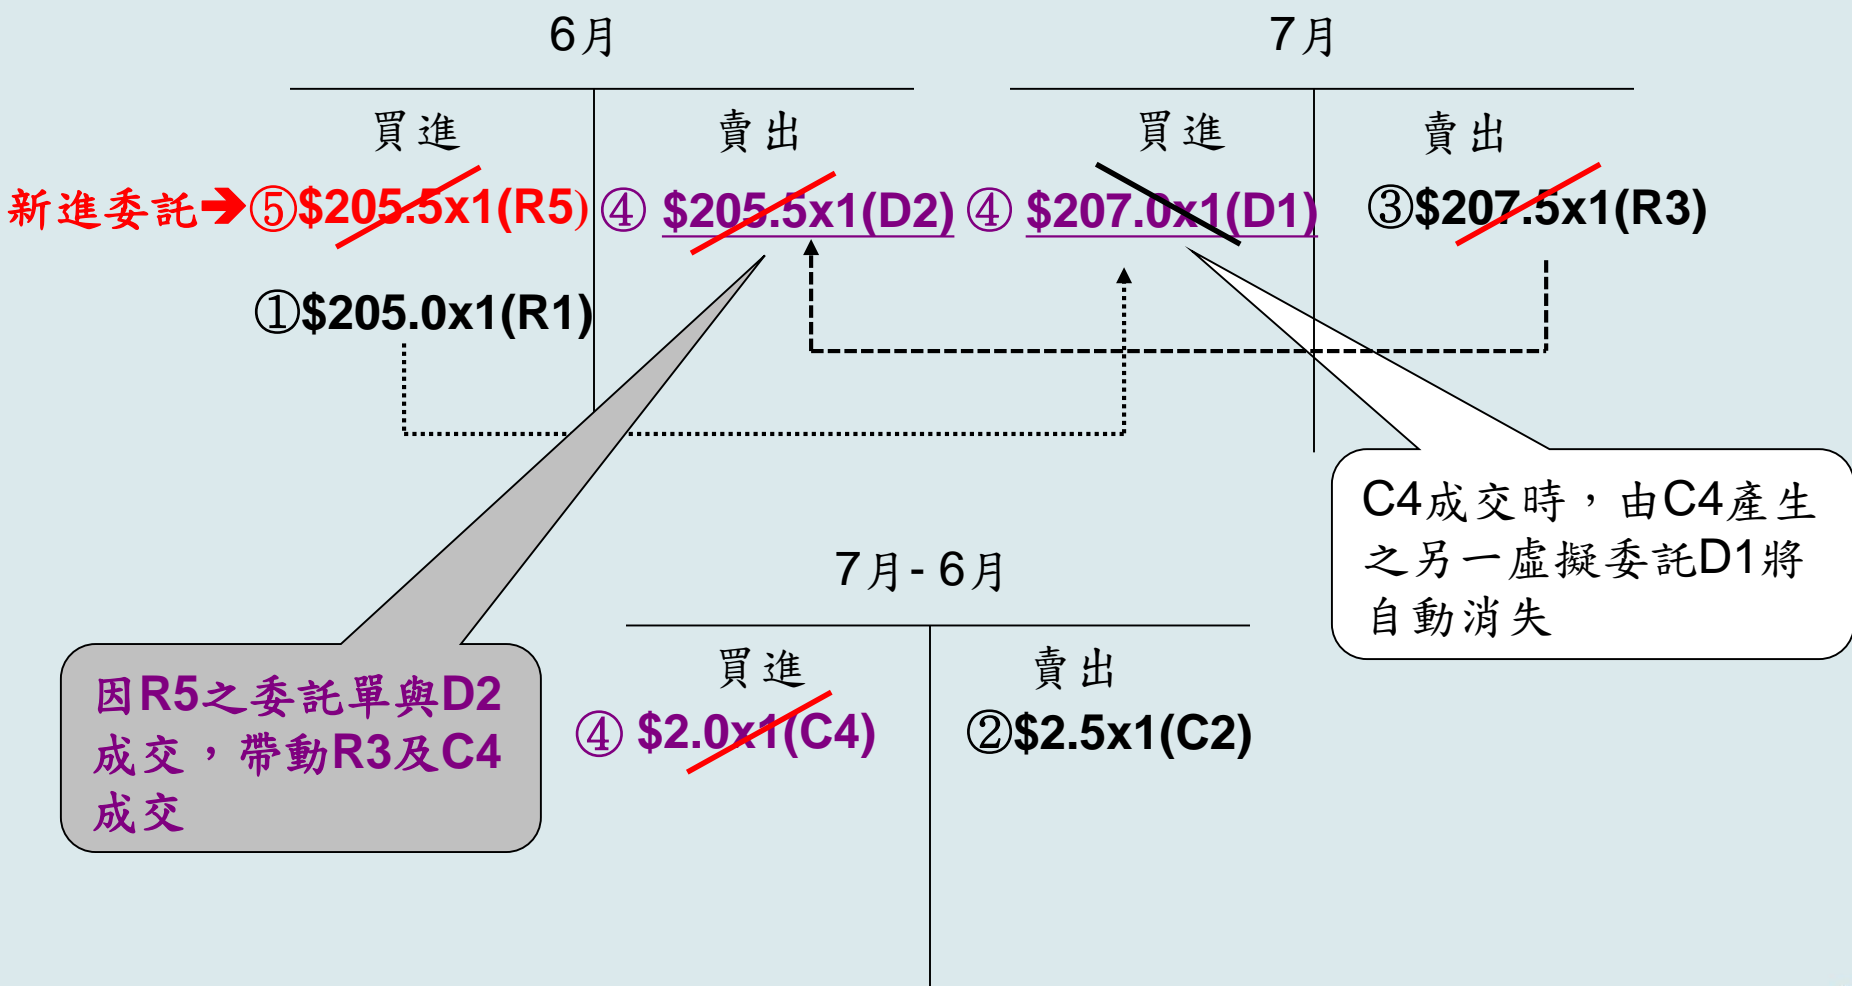 6月
7月
買進
賣出
買進
賣出
新進委託➔⑤$205.5x1(R5)
④ $205.5x1(D2)
④ $207.0x1(D1)
③$207.5x1(R3)
①$205.0x1(R1)
C4成交時，由C4產生
之另一虛擬委託D1將
自動消失
7月- 6月
買進
賣出
因R5之委託單與D2
成交，帶動R3及C4
成交
④ $2.0x1(C4)
②$2.5x1(C2)